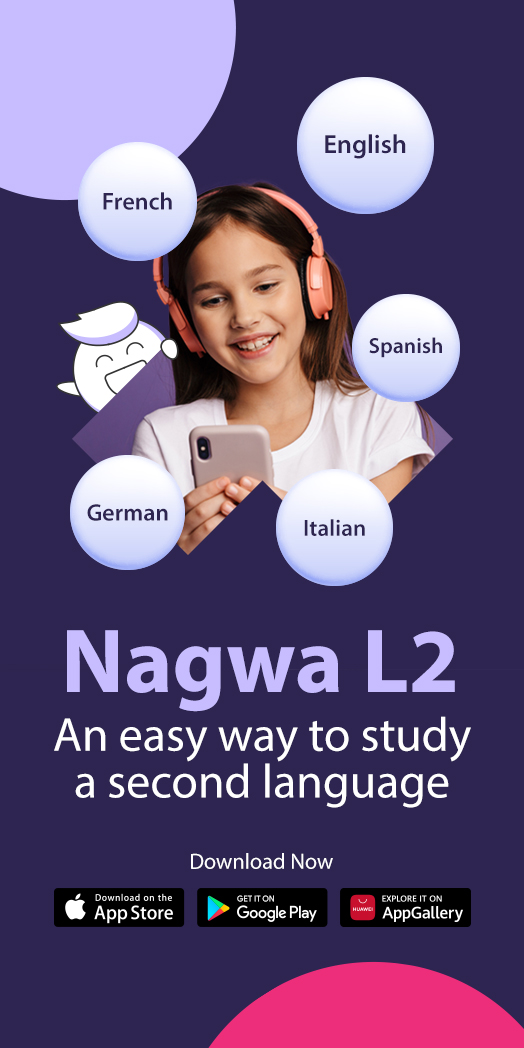 English
French
Spanish
German
Italian
Nagwa L2
An easy way to study
a second language
Download Now
Download on the
App Store
GET IT ON
Google Play
HUAWEI
EXPLORE IT ON
AppGallery